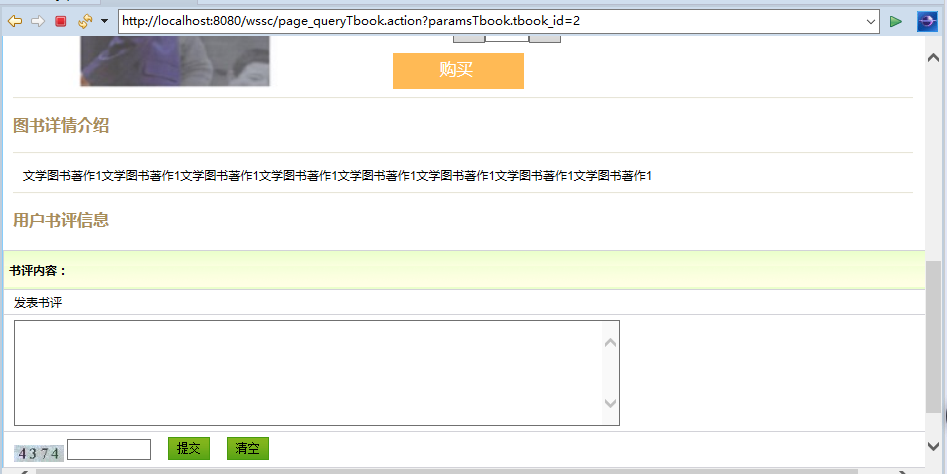 http://localhost:8080/wssc/page_queryTbook.action?paramsTbook.tbook_id=2
购买
图书详情介绍
文学图书著作1文学图书著作1文学图书著作1文学图书著作1文学图书著作1文学图书著作1文学图书著作1文学图书著作1
用户书评信息
书评内容：
发表书评
4374 提交 清空